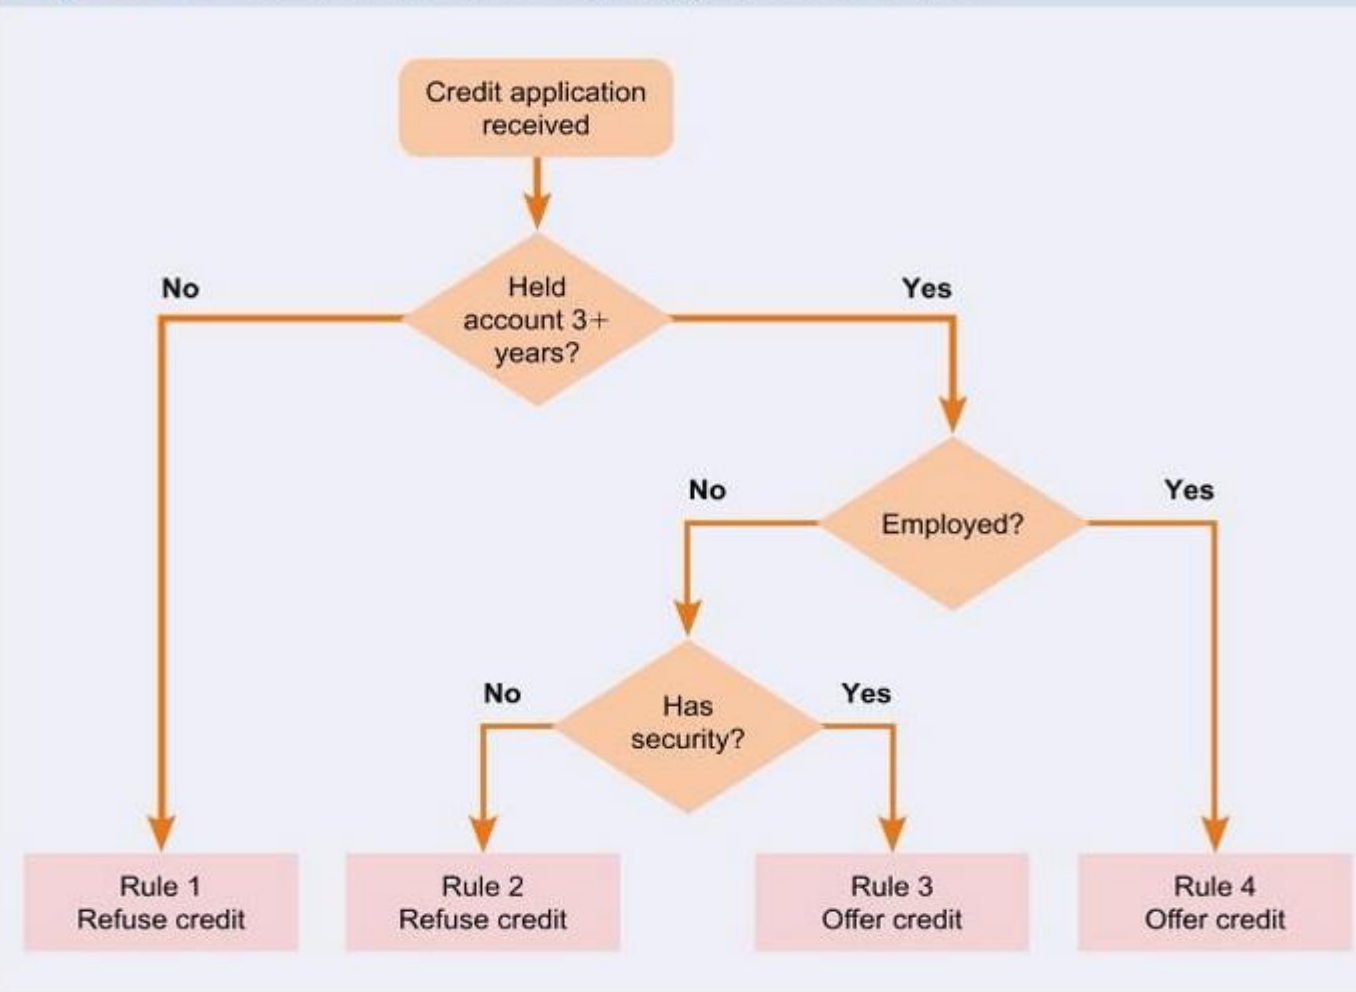 Credit application
received
No
Held
account 3+
years?
Yes
No
Employed?
Yes
No
Has
security?
Yes
Rule 1
Refuse credit
Rule 2
Refuse credit
Rule 3
Offer credit
Rule 4
Offer credit